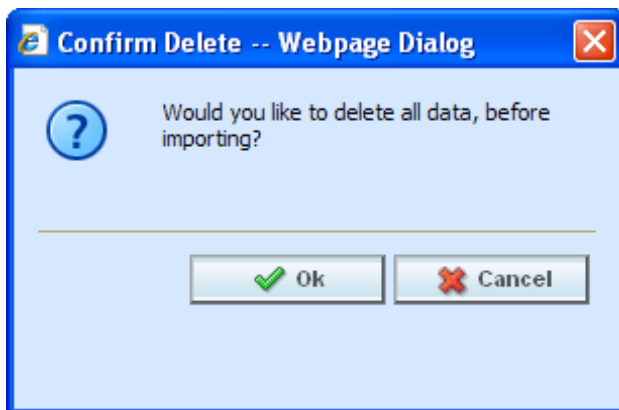 Confirm Delete -- Webpage Dialog
Would you like to delete all data, before
importing?
Ok
Cancel